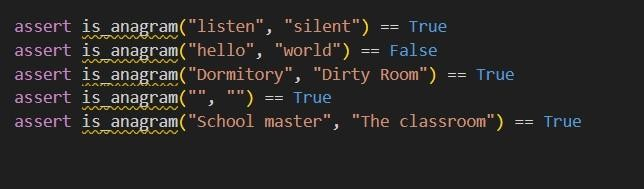 assert is_anagram("listen", "silent") == True
assert is_anagram("hello", "world") == False
assert is_anagram("Dormitory", "Dirty Room") == True
assert is_anagram("", "") == True
assert is_anagram("School master", "The classroom") == True